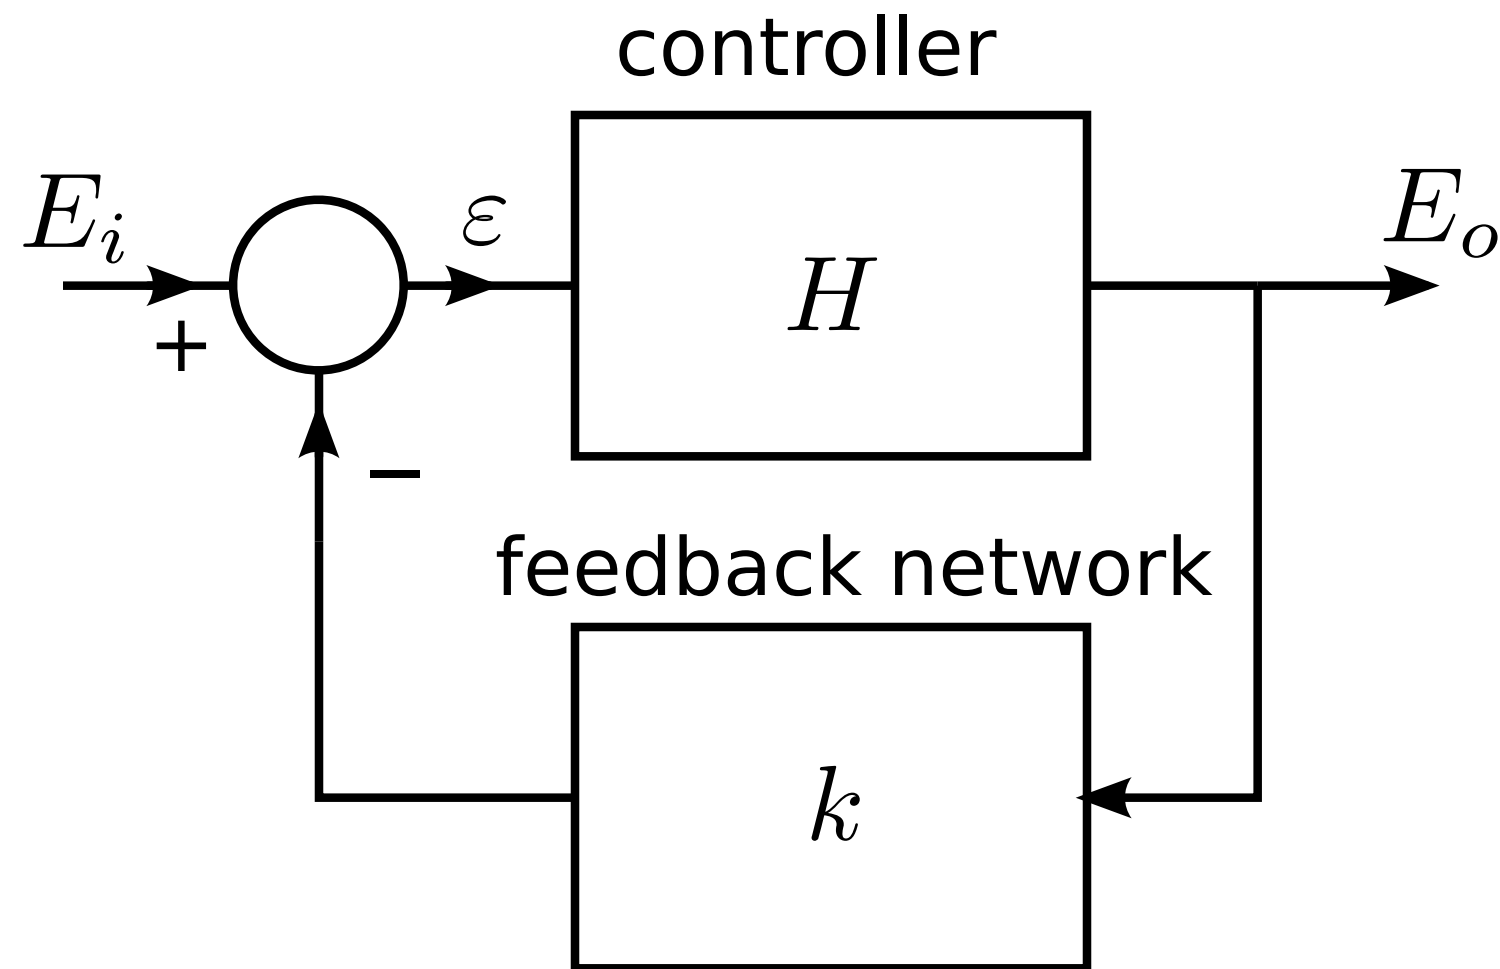 controller
E_i
ε
E_o
H
+
−
feedback network
k